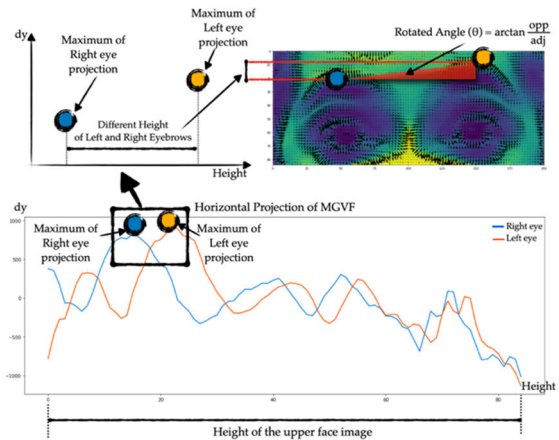 dy
Maximum of
Right eye
projection
Maximum of
Left eye
projection
Different Height
of Left and Right Eyebrows
Height
Rotated Angle (θ) = arctan opp
adj
dy
Horizontal Projection of MGVF
Maximum of
Right eye
projection
Maximum of
Left eye
projection
Right eye
Left eye
1000
500
0
-500
-1000
0
20
40
60
80
Height
Height of the upper face image